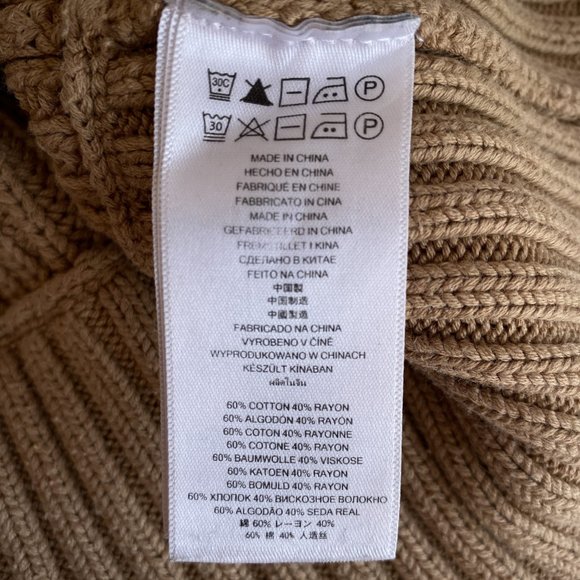 30C P
30 P
MADE IN CHINA
HECHO EN CHINA
FABRIQUÉ EN CHINE
FABBRICATO IN CINA
MADE IN CHINA
GEFABRICEERD IN CHINA
FREMSTILLET I KINA
СДЕЛАНО В КИТАЕ
FEITO NA CHINA
中国製
中国制造
中國製造
FABRICADO NA CHINA
VYROBENO V ČÍNĚ
WYPRODUKOWANO W CHINACH
KÉSZÜLT KÍNÁBAN
ผลิตในจีน
60% COTTON 40% RAYON
60% ALGODÓN 40% RAYON
60% COTON 40% RAYONNE
60% COTONE 40% RAYON
60% BAUMWOLLE 40% VISKOSE
60% KATOEN 40% RAYON
60% BOMULD 40% RAYON
60% ХЛОПОК 40% ВИСКОЗНОЕ ВОЛОКНО
60% ALGODÃO 40% SEDA REAL
綿 60% レーヨン 40%
60% 棉 40% 人造丝